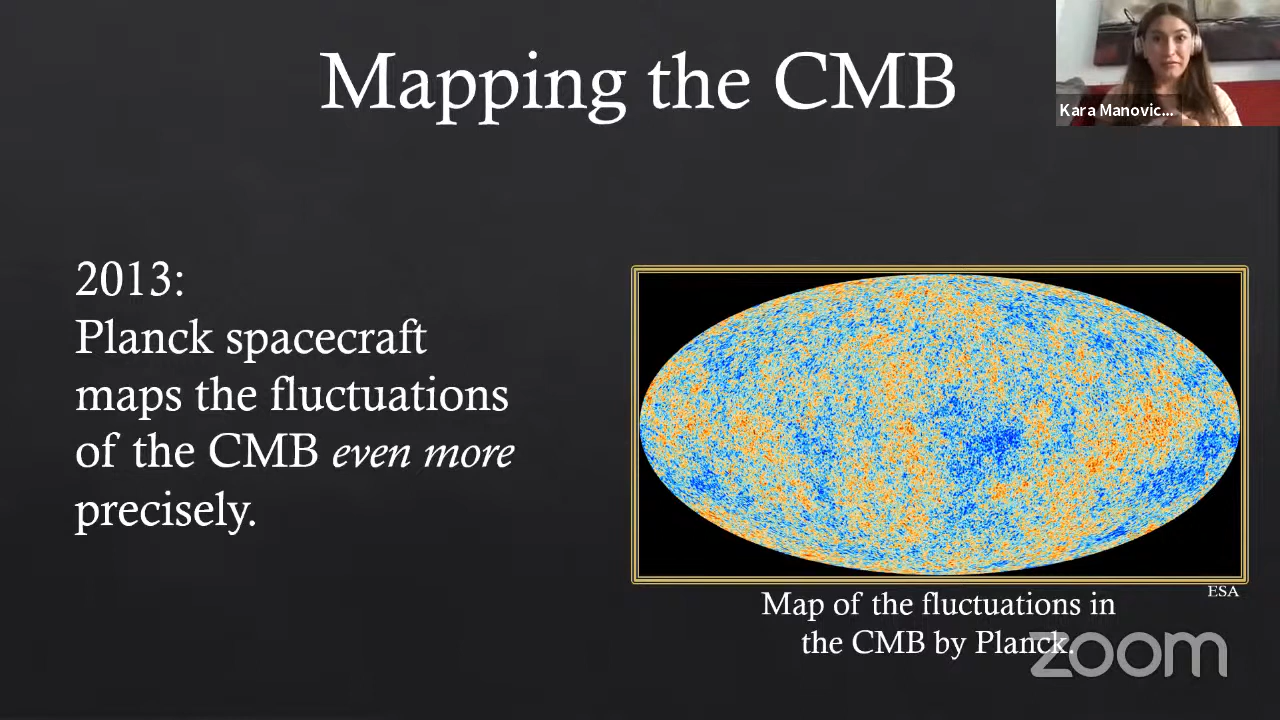 Mapping the CMB
Kara Manovic...
2013:
Planck spacecraft
maps the fluctuations
of the CMB even more
precisely.
ESA
Map of the fluctuations in
the CMB by Planck.
zoom